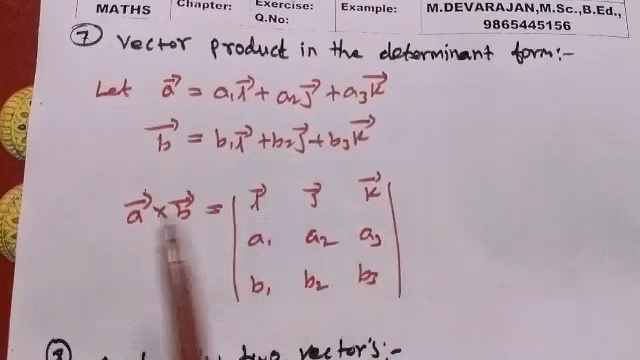 MATHS Chapter: Exercise: Example: M.DEVARAJAN,M.Sc.,B.Ed.,
Q.No: 9865445156
⑦ Vector product in the determinant form:-
Let a⃗ = a₁i⃗ + a₂j⃗ + a₃k⃗
b⃗ = b₁i⃗ + b₂j⃗ + b₃k⃗
a⃗ × b⃗ = | i⃗ j⃗ k⃗ |
| a₁ a₂ a₃ |
| b₁ b₂ b₃ |
⑧ two vector's:-